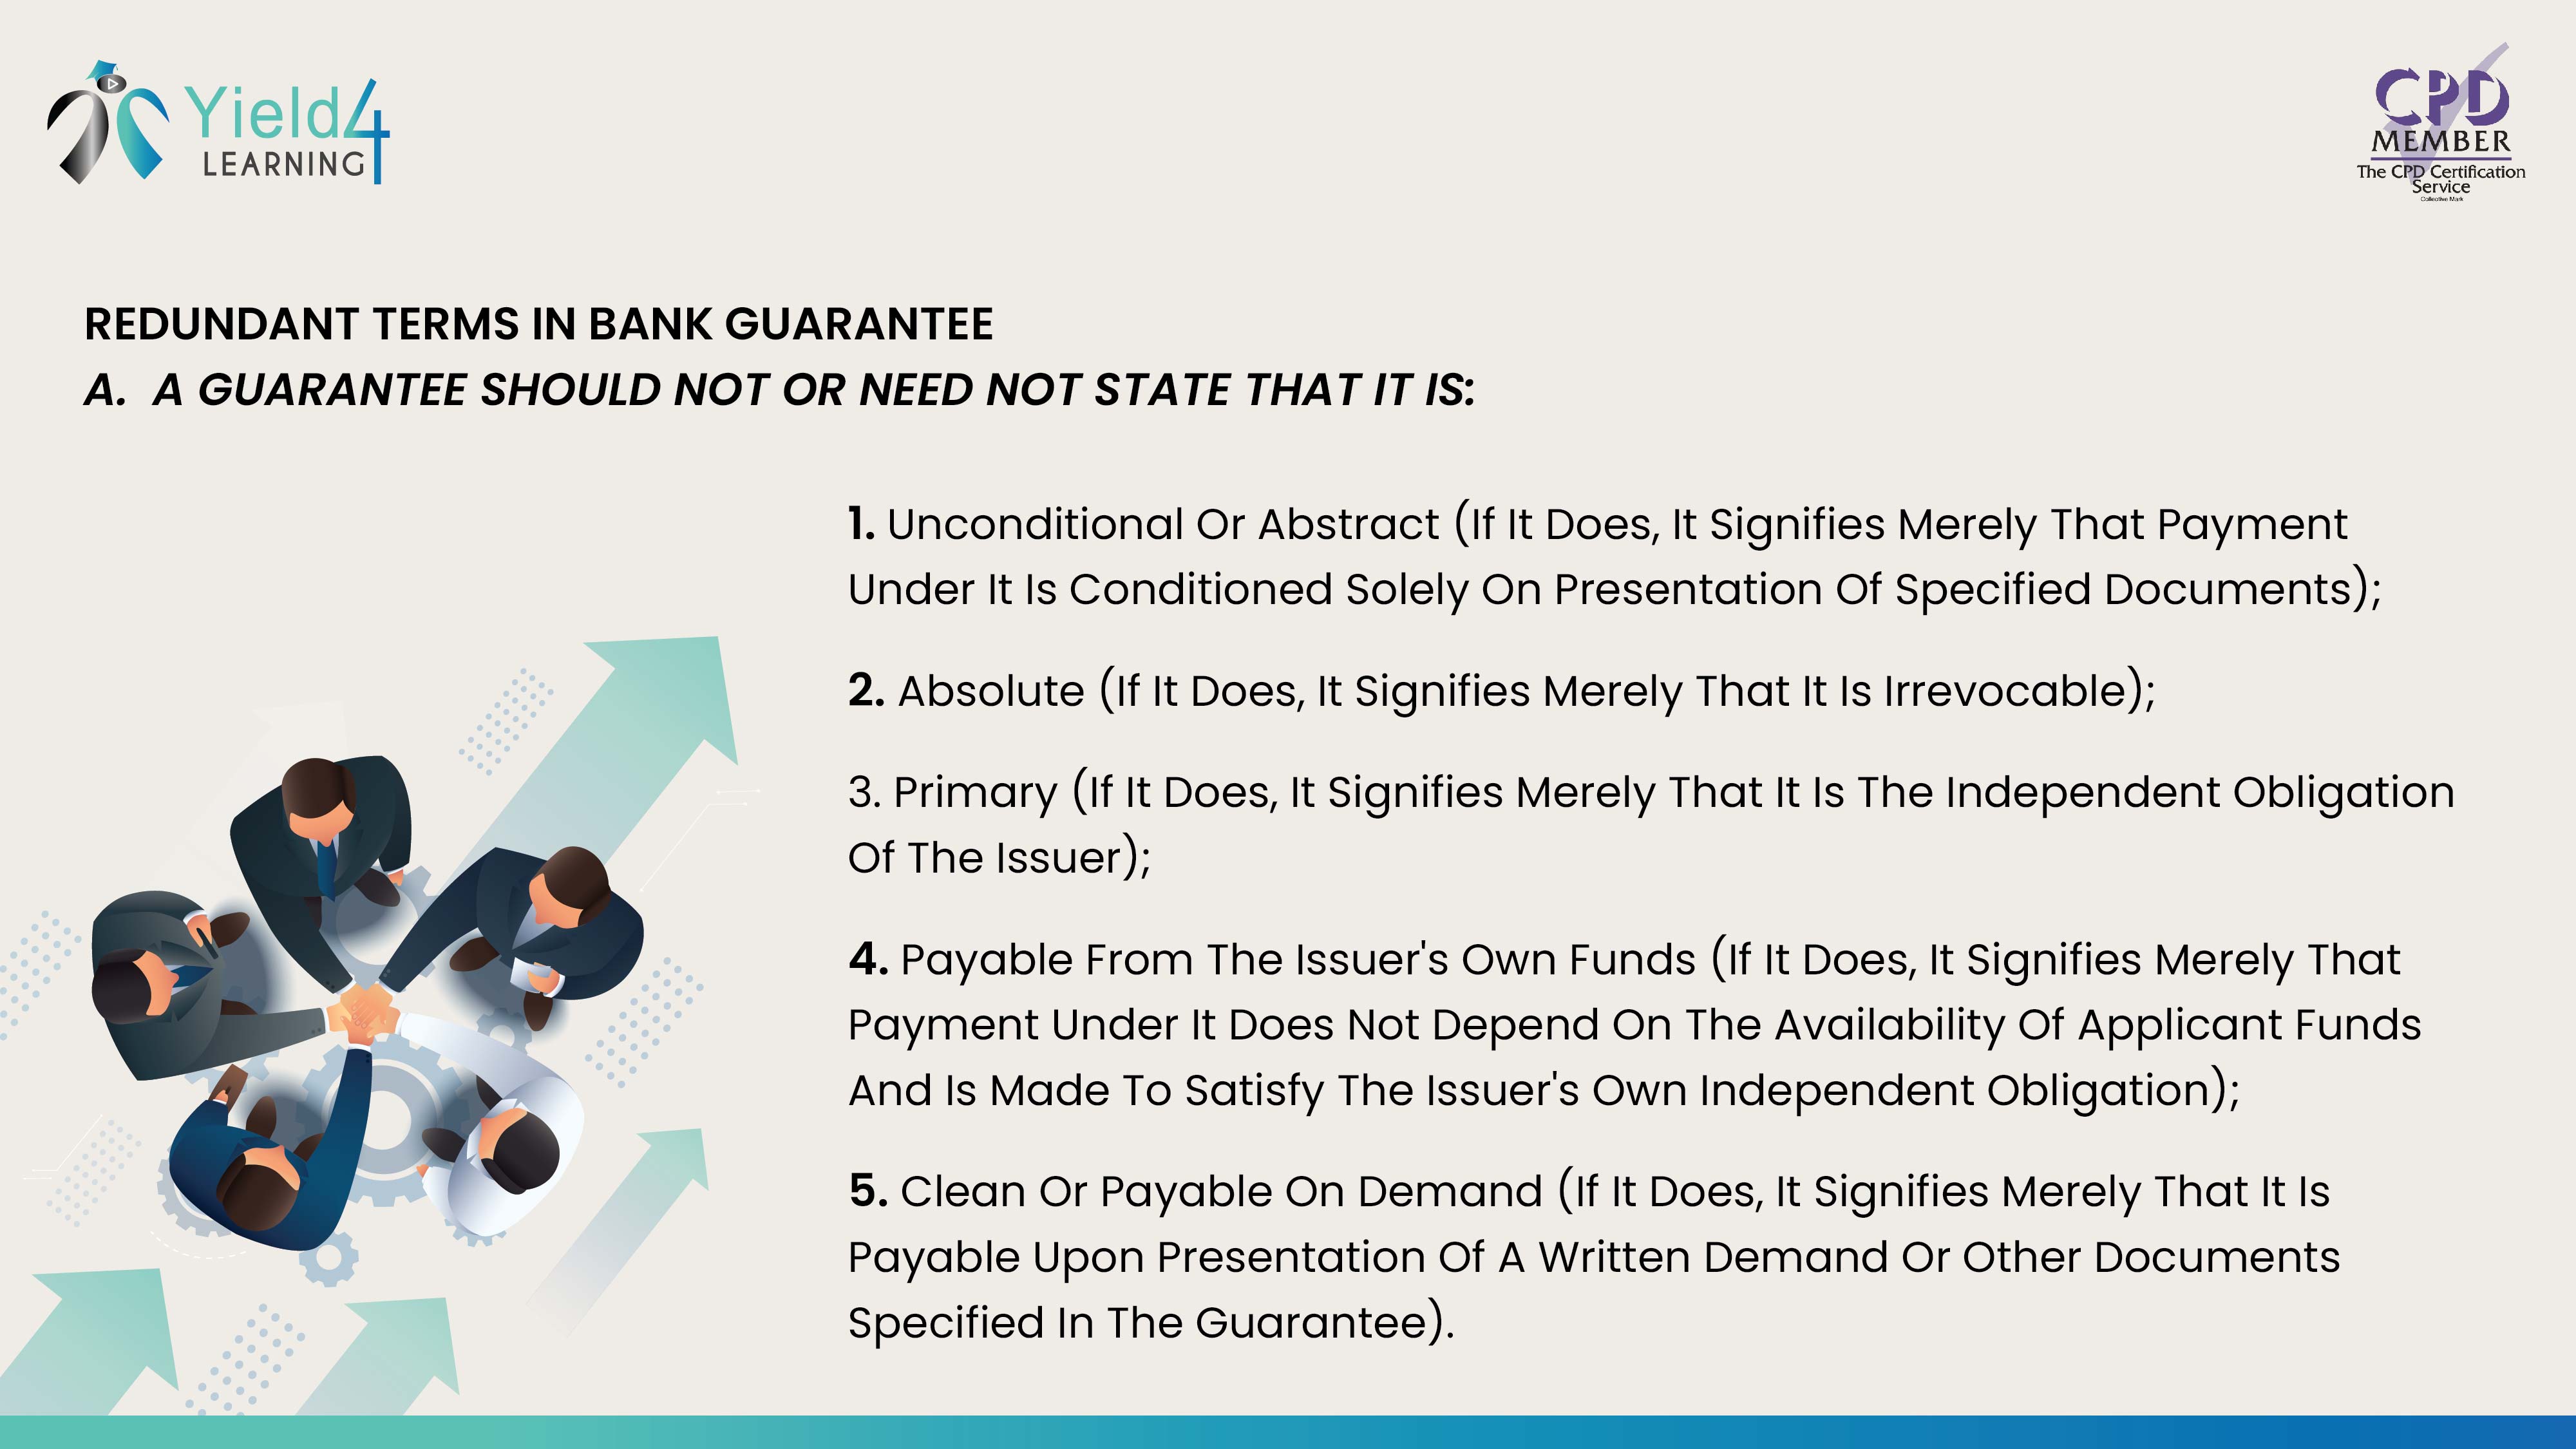 Yield4
LEARNING
CPD
MEMBER
The CPD Certification
Service
Collective Mark
REDUNDANT TERMS IN BANK GUARANTEE
A. A GUARANTEE SHOULD NOT OR NEED NOT STATE THAT IT IS:
1. Unconditional Or Abstract (If It Does, It Signifies Merely That Payment
Under It Is Conditioned Solely On Presentation Of Specified Documents);
2. Absolute (If It Does, It Signifies Merely That It Is Irrevocable);
3. Primary (If It Does, It Signifies Merely That It Is The Independent Obligation
Of The Issuer);
4. Payable From The Issuer's Own Funds (If It Does, It Signifies Merely That
Payment Under It Does Not Depend On The Availability Of Applicant Funds
And Is Made To Satisfy The Issuer's Own Independent Obligation);
5. Clean Or Payable On Demand (If It Does, It Signifies Merely That It Is
Payable Upon Presentation Of A Written Demand Or Other Documents
Specified In The Guarantee).